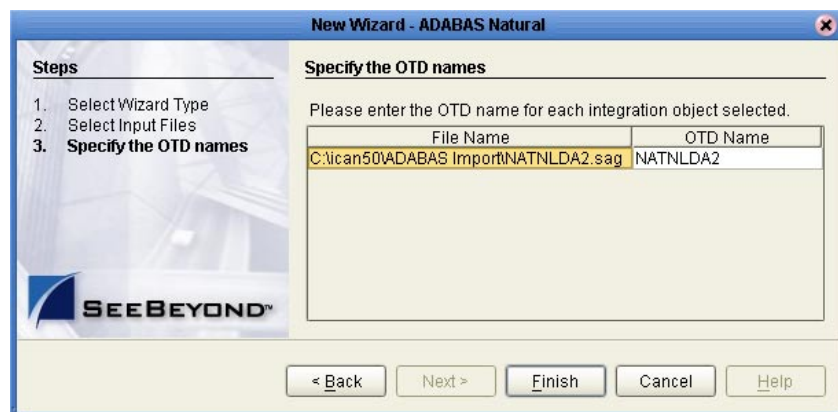 New Wizard - ADABAS Natural
Steps
1. Select Wizard Type
2. Select Input Files
3. Specify the OTD names
SEEBEYOND™
Specify the OTD names
Please enter the OTD name for each integration object selected.
File Name OTD Name
C:\ican50\ADABAS Import\NATNLDA2.sag NATNLDA2
< Back Next > Finish Cancel Help